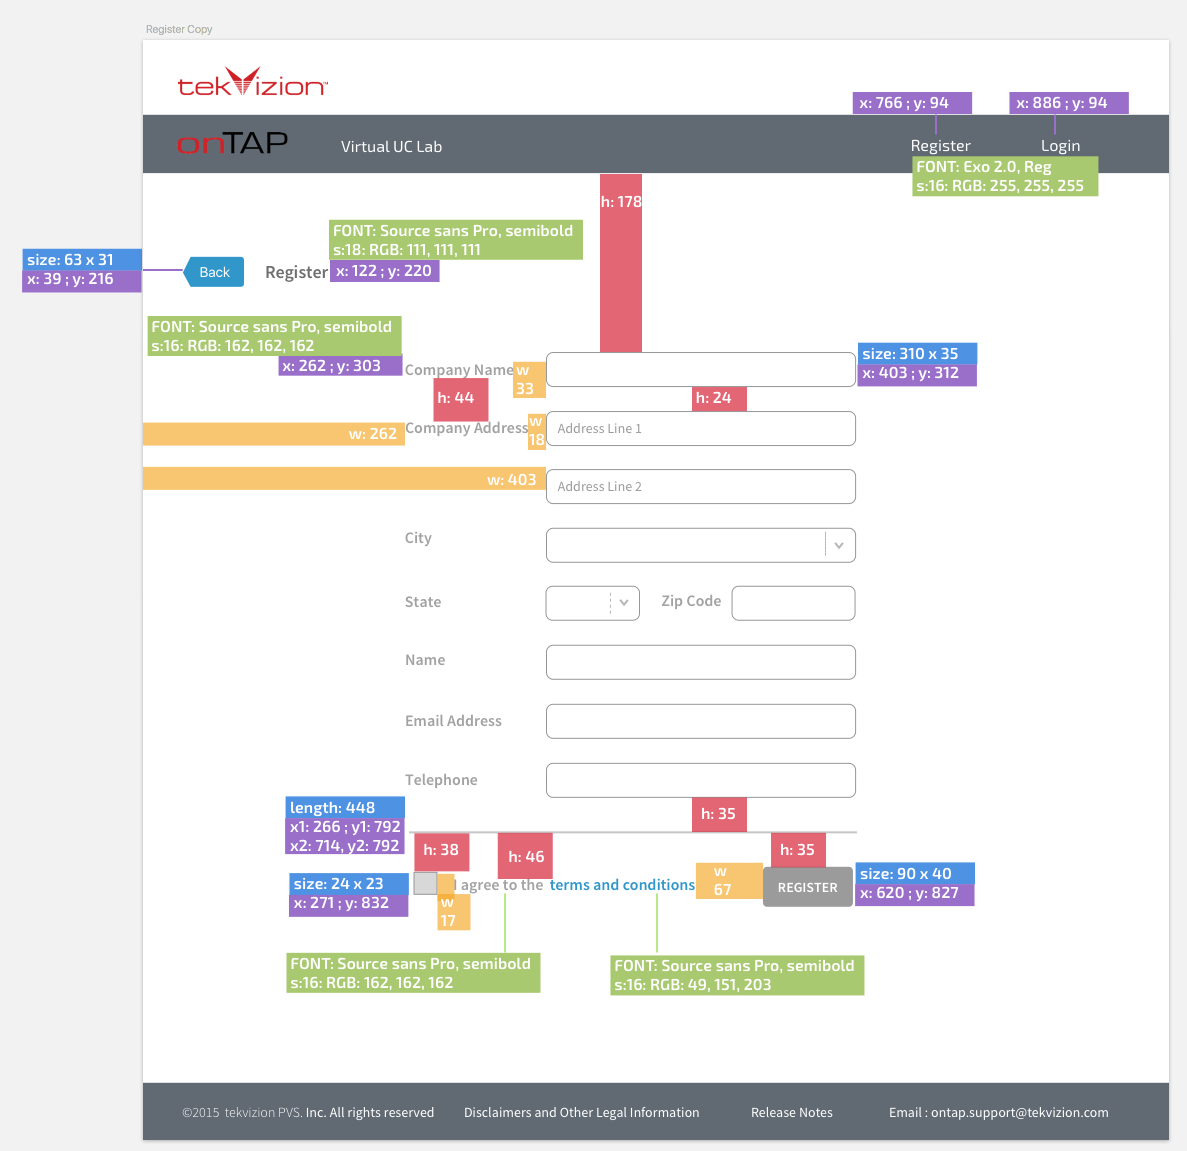 Register Copy
tekVizion™
x: 766 ; y: 94
x: 886 ; y: 94
onTAP
Virtual UC Lab
Register
Login
FONT: Exo 2.0, Reg
s:16: RGB: 255, 255, 255
h: 178
FONT: Source sans Pro, semibold
s:18: RGB: 111, 111, 111
size: 63 x 31
x: 39 ; y: 216
Back
Register
x: 122 ; y: 220
FONT: Source sans Pro, semibold
s:16: RGB: 162, 162, 162
x: 262 ; y: 303
Company Name
w
33
size: 310 x 35
x: 403 ; y: 312
h: 44
h: 24
w: 262
Company Address
w
18
Address Line 1
w: 403
Address Line 2
City
State
Zip Code
Name
Email Address
Telephone
length: 448
x1: 266 ; y1: 792
x2: 714, y2: 792
h: 35
h: 38
h: 46
h: 35
size: 24 x 23
x: 271 ; y: 832
w
17
I agree to the terms and conditions
w
67
REGISTER
size: 90 x 40
x: 620 ; y: 827
FONT: Source sans Pro, semibold
s:16: RGB: 162, 162, 162
FONT: Source sans Pro, semibold
s:16: RGB: 49, 151, 203
©2015 tekvizion PVS. Inc. All rights reserved
Disclaimers and Other Legal Information
Release Notes
Email : ontap.support@tekvizion.com